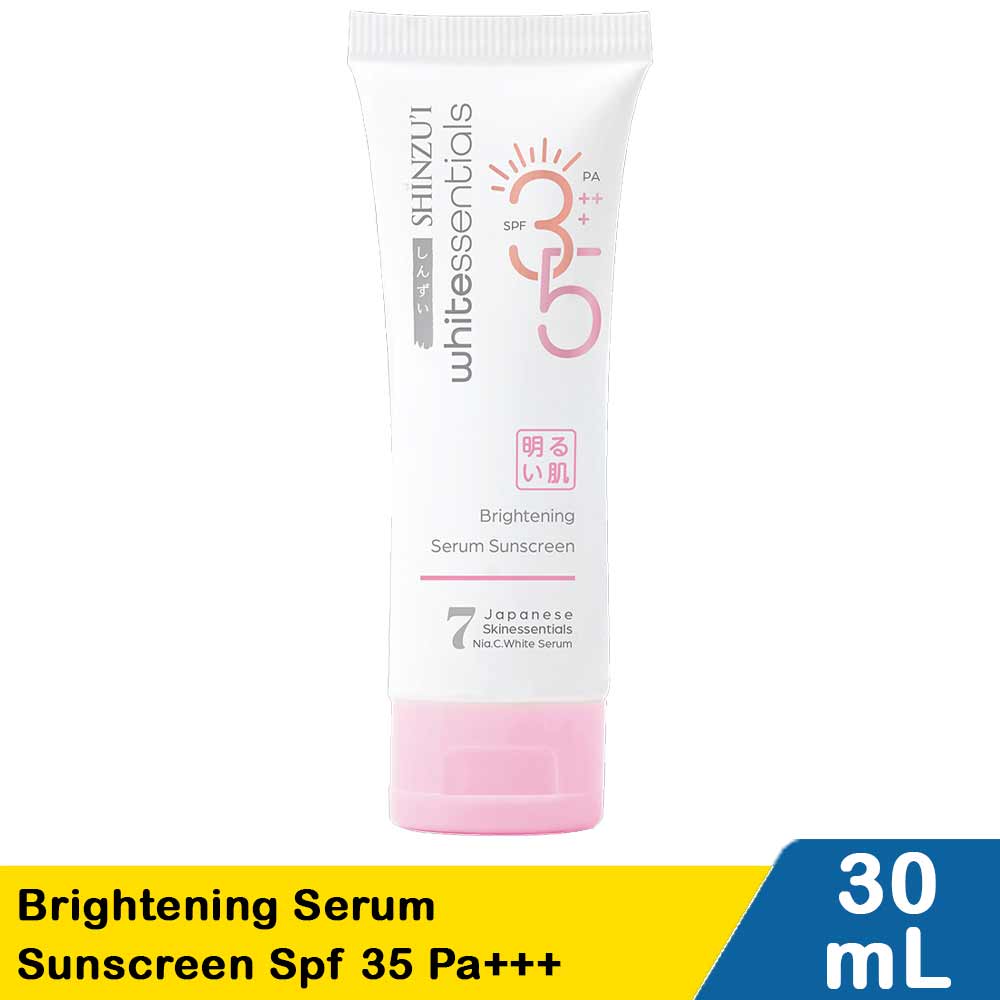 SHINZU'I
しんずい
whitessentials
SPF 35 PA+++
明る
い肌
Brightening
Serum Sunscreen
7 Japanese
Skinessentials
Nia.C.White Serum
Brightening Serum
Sunscreen Spf 35 Pa+++
30
mL